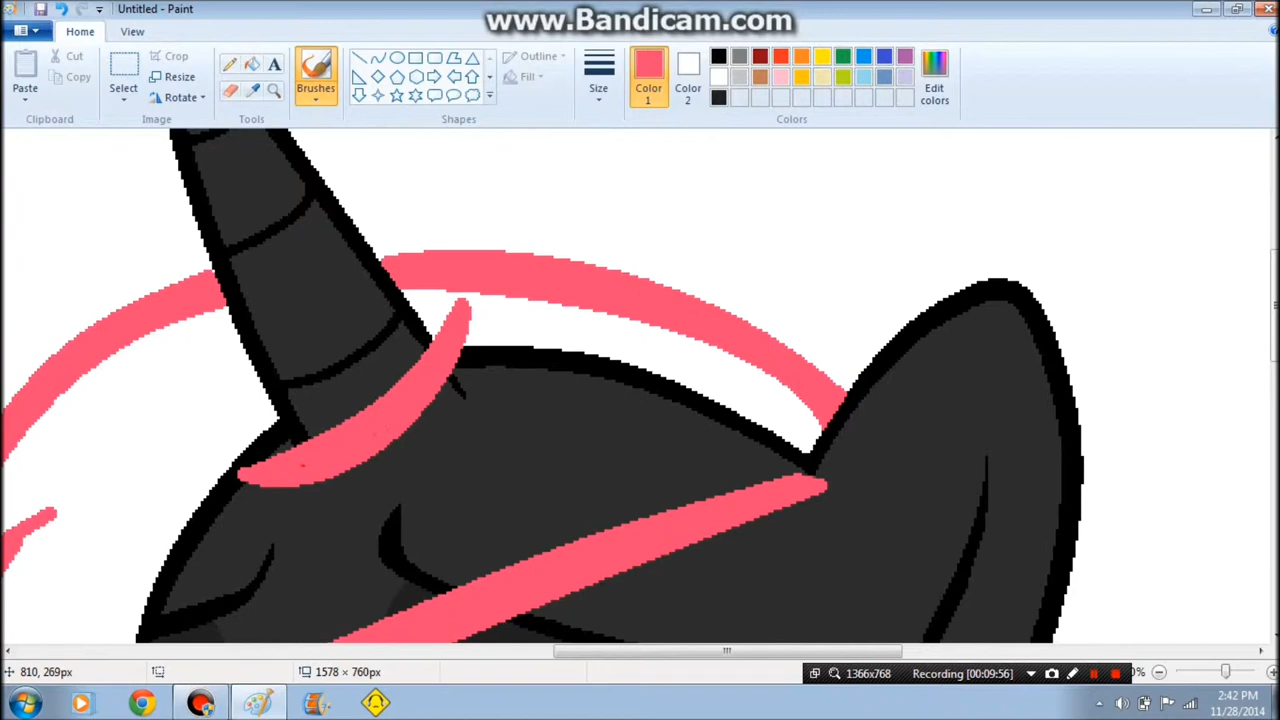 www.Bandicam.com
Untitled - Paint
Home
View
Paste
Cut
Copy
Clipboard
Select
Crop
Resize
Rotate
Image
A
Tools
Brushes
Outline
Fill
Shapes
Size
Color
1
Color
2
Edit
colors
Colors
810, 269px
1578 × 760px
1366x768
Recording [00:09:56]
0%
2:42 PM
11/28/2014